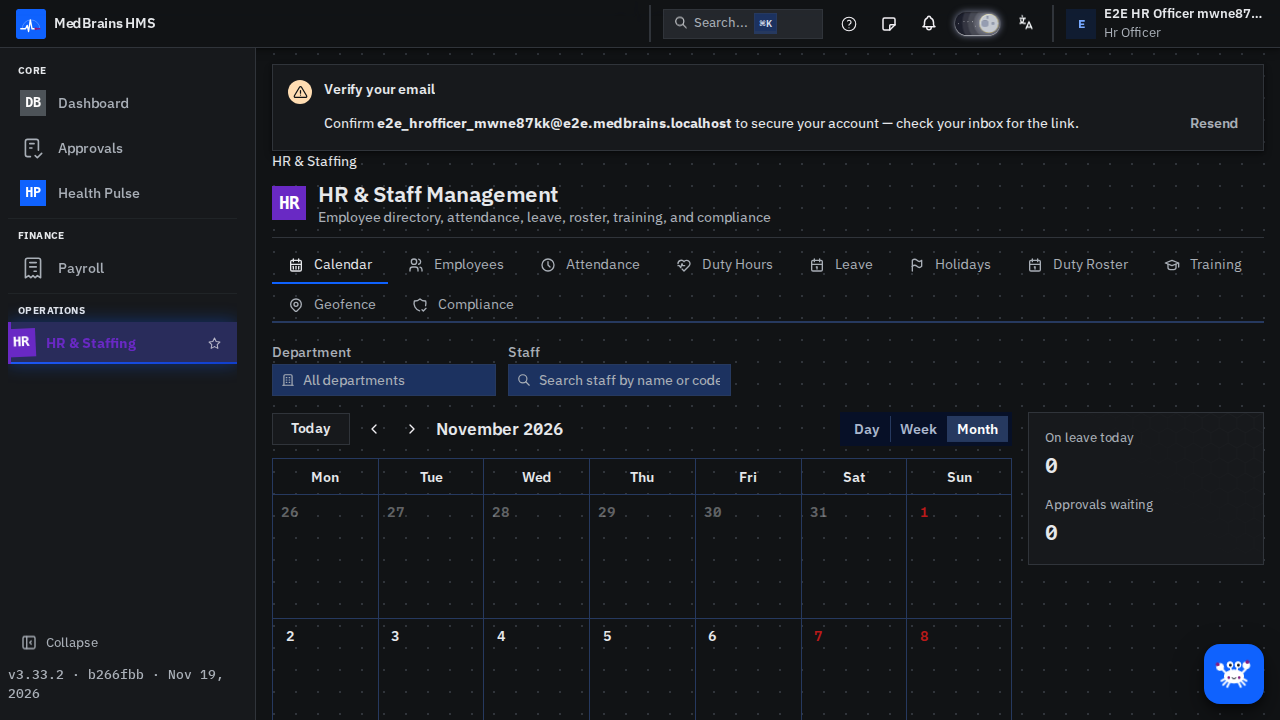 MedBrains HMS
Search... ⌘K
E
E2E HR Officer mwne87...
Hr Officer
CORE
DB Dashboard
Approvals
HP Health Pulse
FINANCE
Payroll
OPERATIONS
HR HR & Staffing
Collapse
v3.33.2 · b266fbb · Nov 19,
2026
Verify your email
Confirm e2e_hrofficer_mwne87kk@e2e.medbrains.localhost to secure your account — check your inbox for the link.
Resend
HR & Staffing
HR HR & Staff Management
Employee directory, attendance, leave, roster, training, and compliance
Calendar Employees Attendance Duty Hours Leave Holidays Duty Roster Training
Geofence Compliance
Department Staff
All departments Search staff by name or code
Today November 2026 Day Week Month
Mon Tue Wed Thu Fri Sat Sun
26 27 28 29 30 31 1
2 3 4 5 6 7 8
On leave today
0
Approvals waiting
0